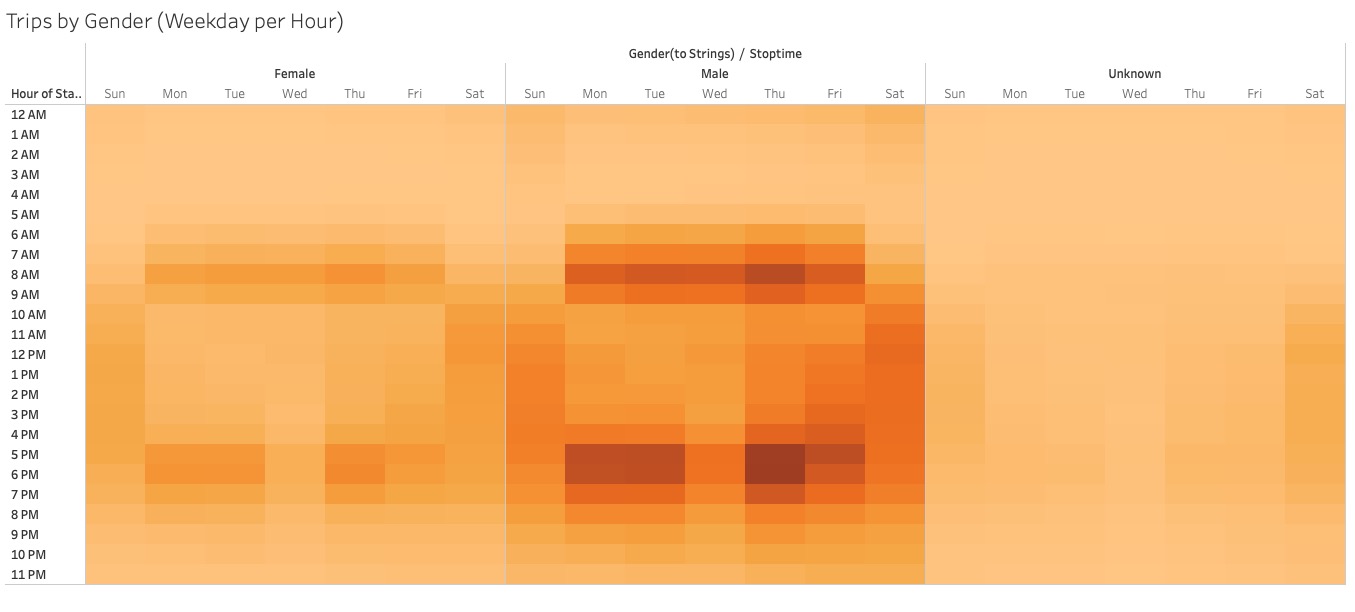 Trips by Gender (Weekday per Hour)
Gender(to Strings) / Stoptime
Female Male Unknown
Hour of Sta.. Sun Mon Tue Wed Thu Fri Sat Sun Mon Tue Wed Thu Fri Sat Sun Mon Tue Wed Thu Fri Sat
12 AM
1 AM
2 AM
3 AM
4 AM
5 AM
6 AM
7 AM
8 AM
9 AM
10 AM
11 AM
12 PM
1 PM
2 PM
3 PM
4 PM
5 PM
6 PM
7 PM
8 PM
9 PM
10 PM
11 PM